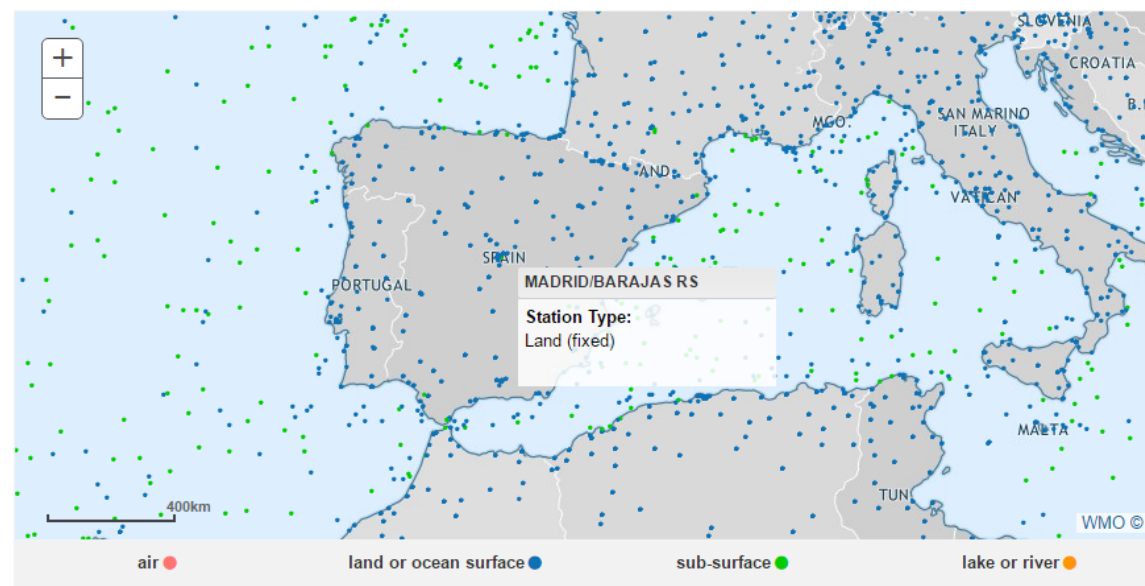 +
−
SLOVENIA
CROATIA
SAN MARINO
ITALY
MGO.
AND.
VATICAN
SPAIN
PORTUGAL
MADRID/BARAJAS RS
Station Type:
Land (fixed)
MALTA
TUN.
400km
WMO ©
air
land or ocean surface
sub-surface
lake or river